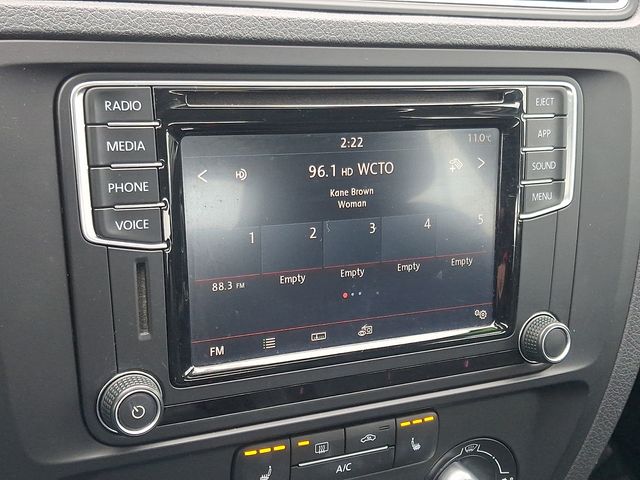 RADIO
MEDIA
PHONE
VOICE
2:22
11.0°C
96.1 HD WCTO
Kane Brown
Woman
1 2 3 4 5
88.3 FM Empty Empty Empty Empty
FM
EJECT
APP
SOUND
MENU
A/C